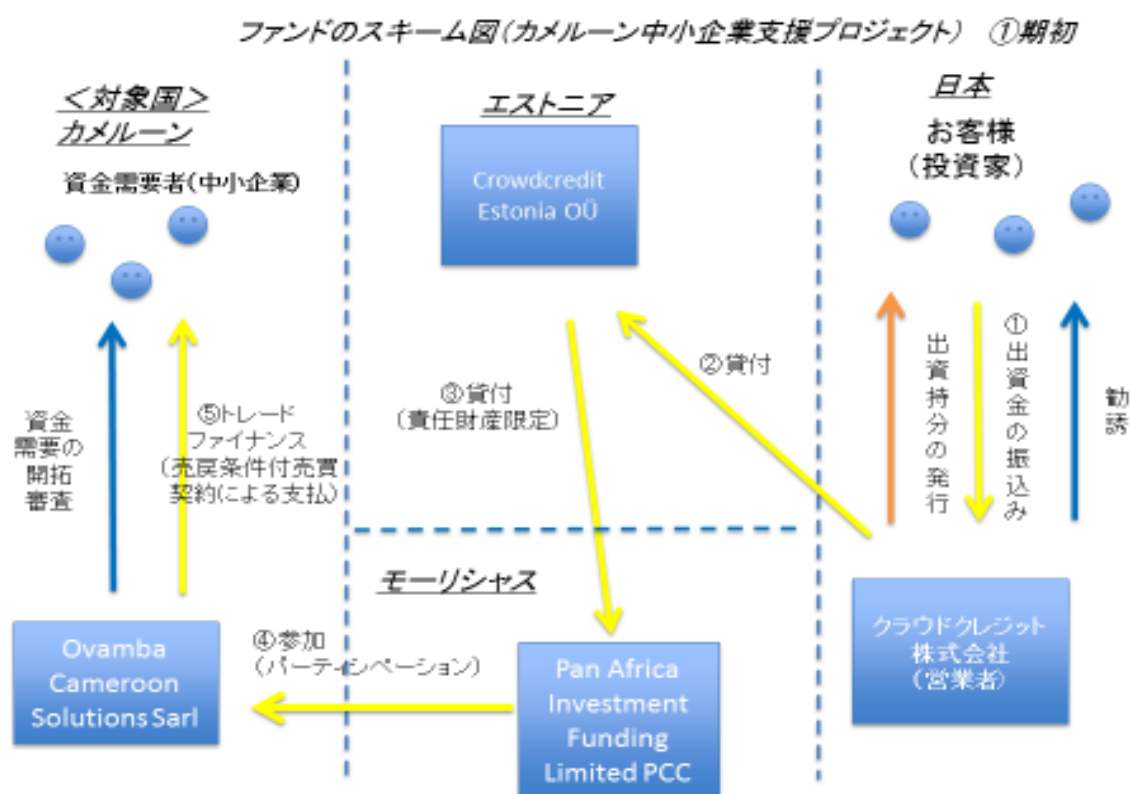 ファンドのスキーム図(カメルーン中小企業支援プロジェクト) ①期初
<対象国>
カメルーン
資金需要者(中小企業)
資金
需要の
開拓
審査
⑤トレード
ファイナンス
(売戻条件付売買
契約による支払)
Ovamba
Cameroon
Solutions Sarl
エストニア
Crowdcredit
Estonia OÜ
②貸付
③貸付
(責任財産限定)
モーリシャス
④参加
(パーティシペーション)
Pan Africa
Investment
Funding
Limited PCC
日本
お客様
(投資家)
出資持分の発行
①出資金の振込み
勧誘
クラウドクレジット
株式会社
(営業者)